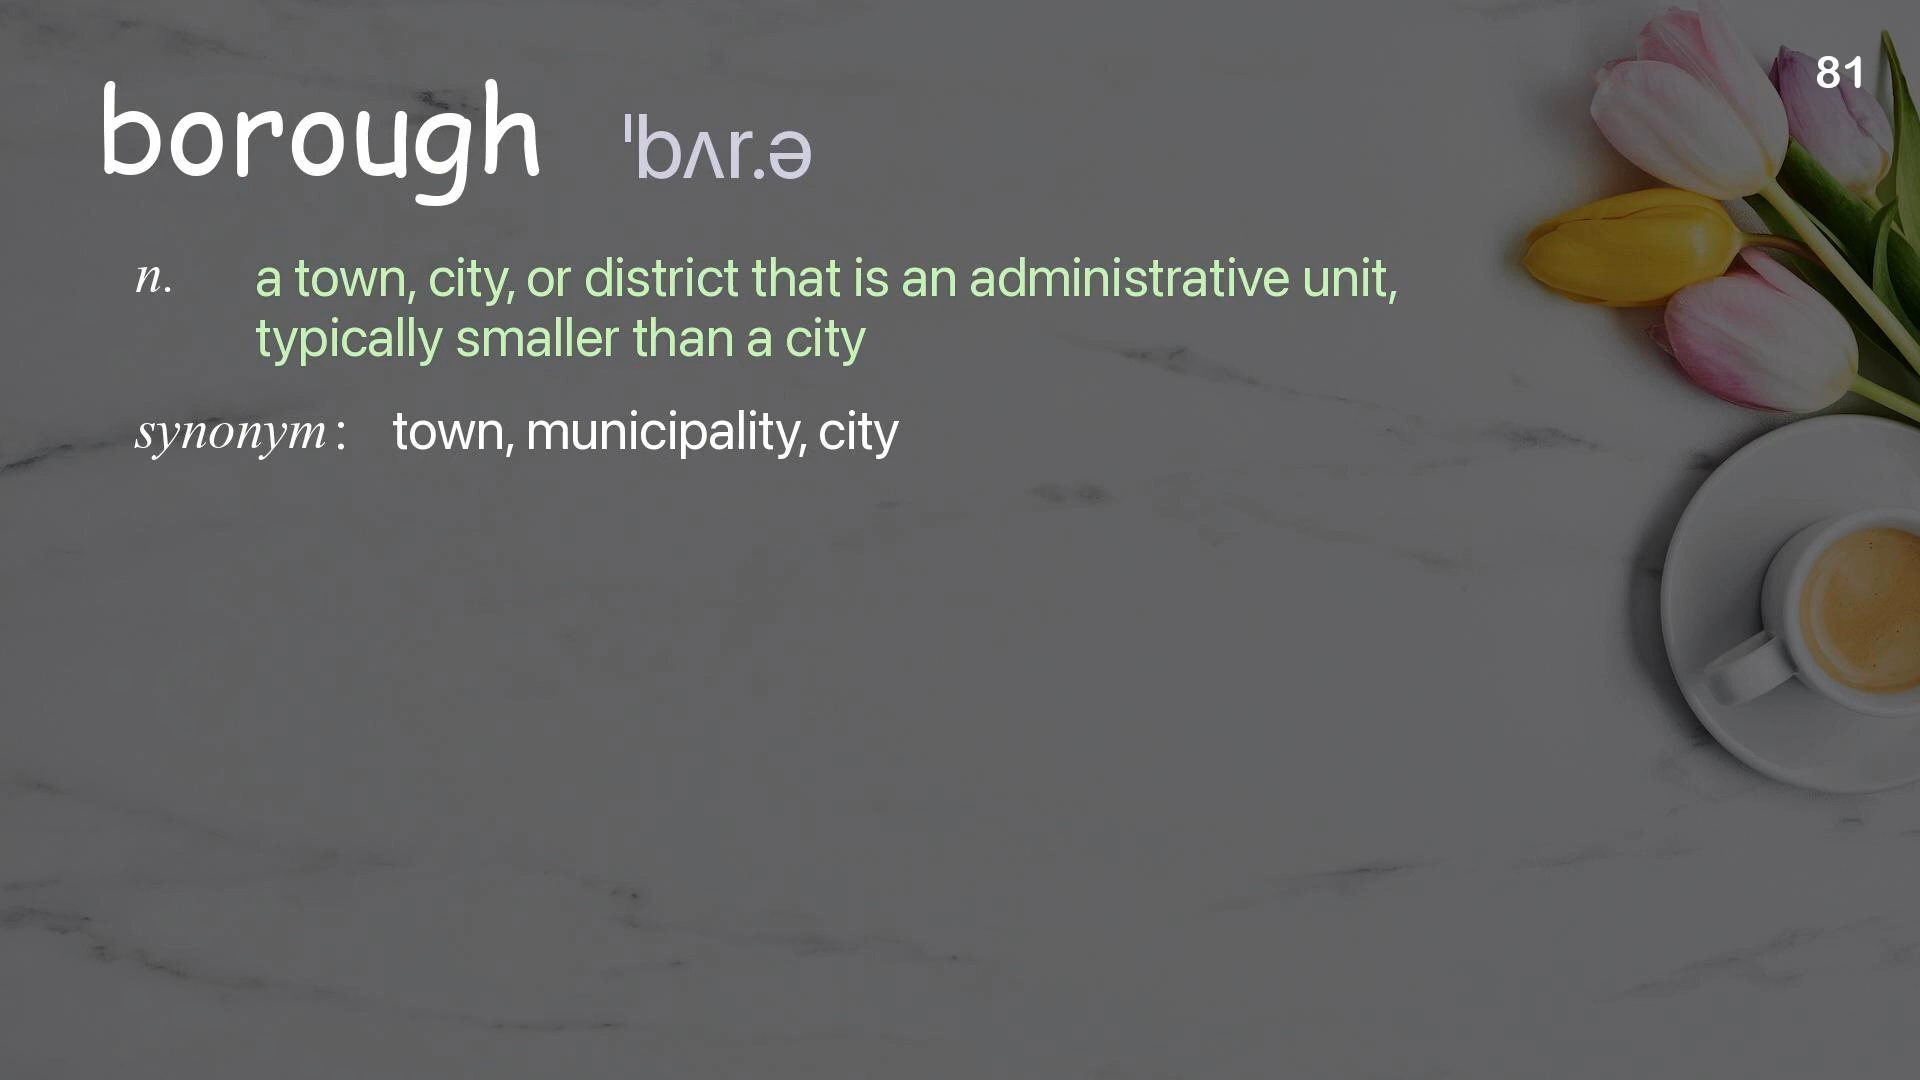 81
borough ˈbʌr.ə
n. a town, city, or district that is an administrative unit,
typically smaller than a city
synonym: town, municipality, city